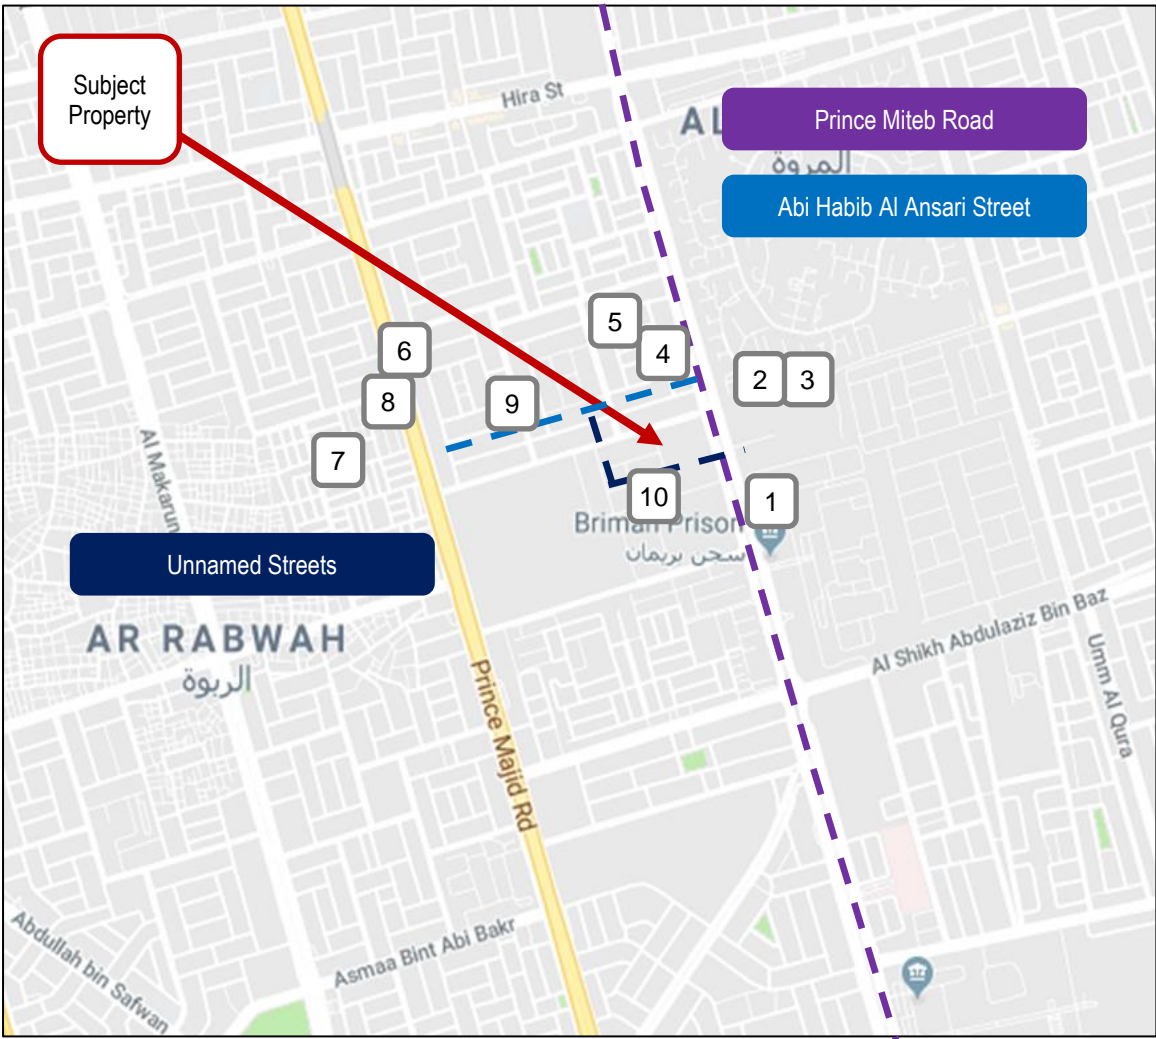 Subject
Property
Hira St
Prince Miteb Road
AL
المروة
Abi Habib Al Ansari Street
5
4
6
2
3
8
9
7
Al Makarun
10
1
Briman Prison
سجن بريمان
Unnamed Streets
AR RABWAH
الربوة
Al Shikh Abdulaziz Bin Baz
Umm Al Qura
Prince Majid Rd
Asmaa Bint Abi Bakr
Abdullah bin Safwan